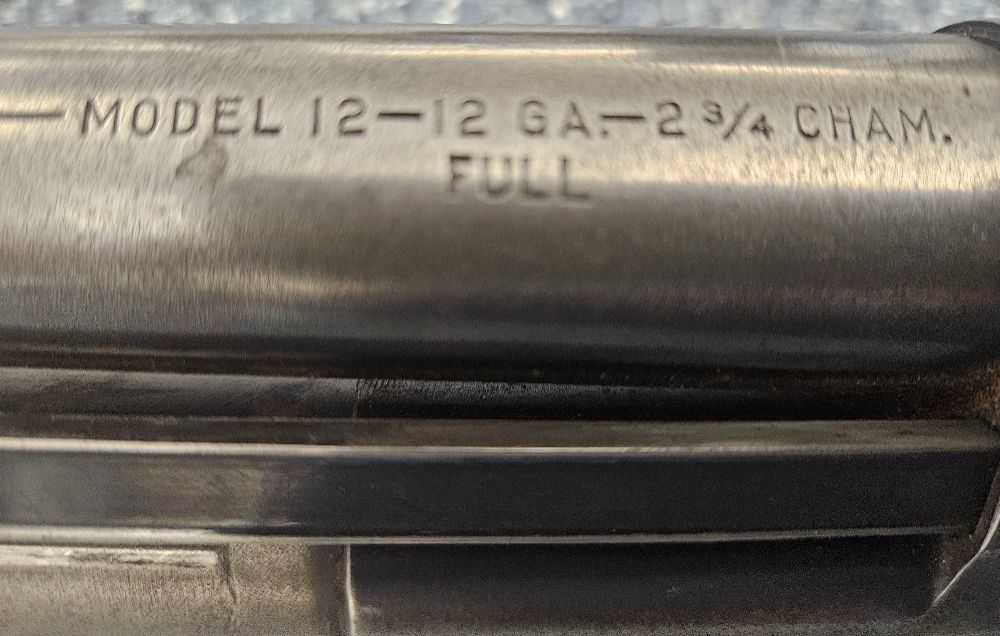 —MODEL 12—12 GA.—2 3/4 CHAM.
FULL